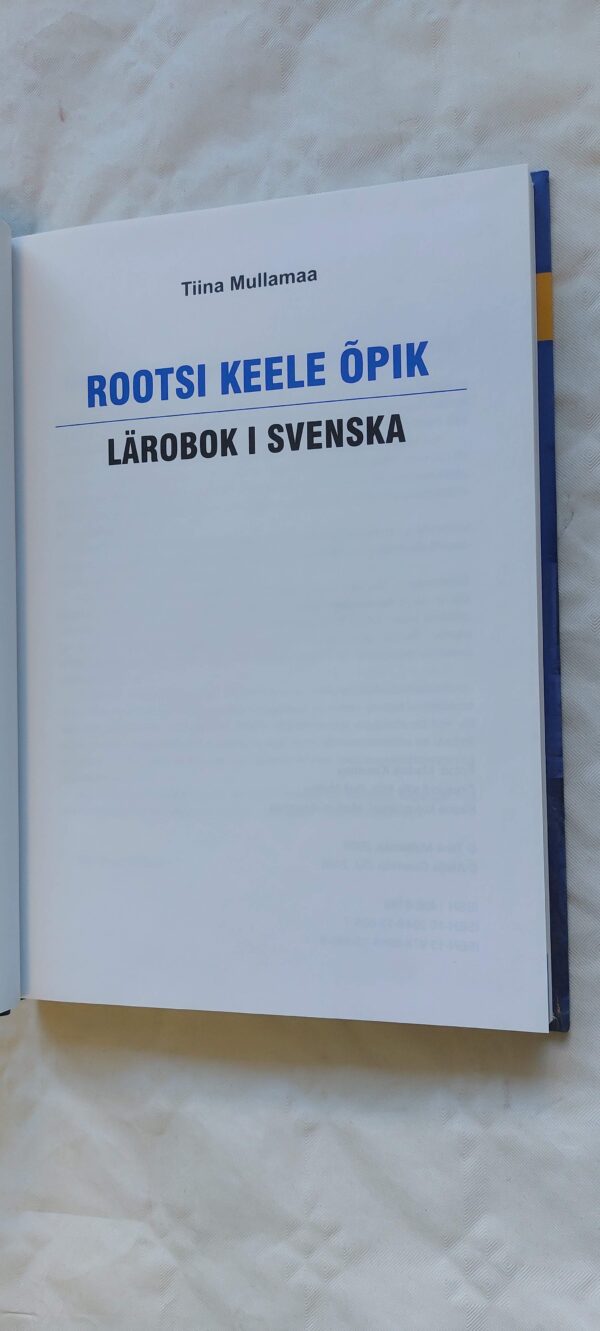 Tiina Mullamaa
ROOTSI KEELE ÕPIK
LÄROBOK I SVENSKA